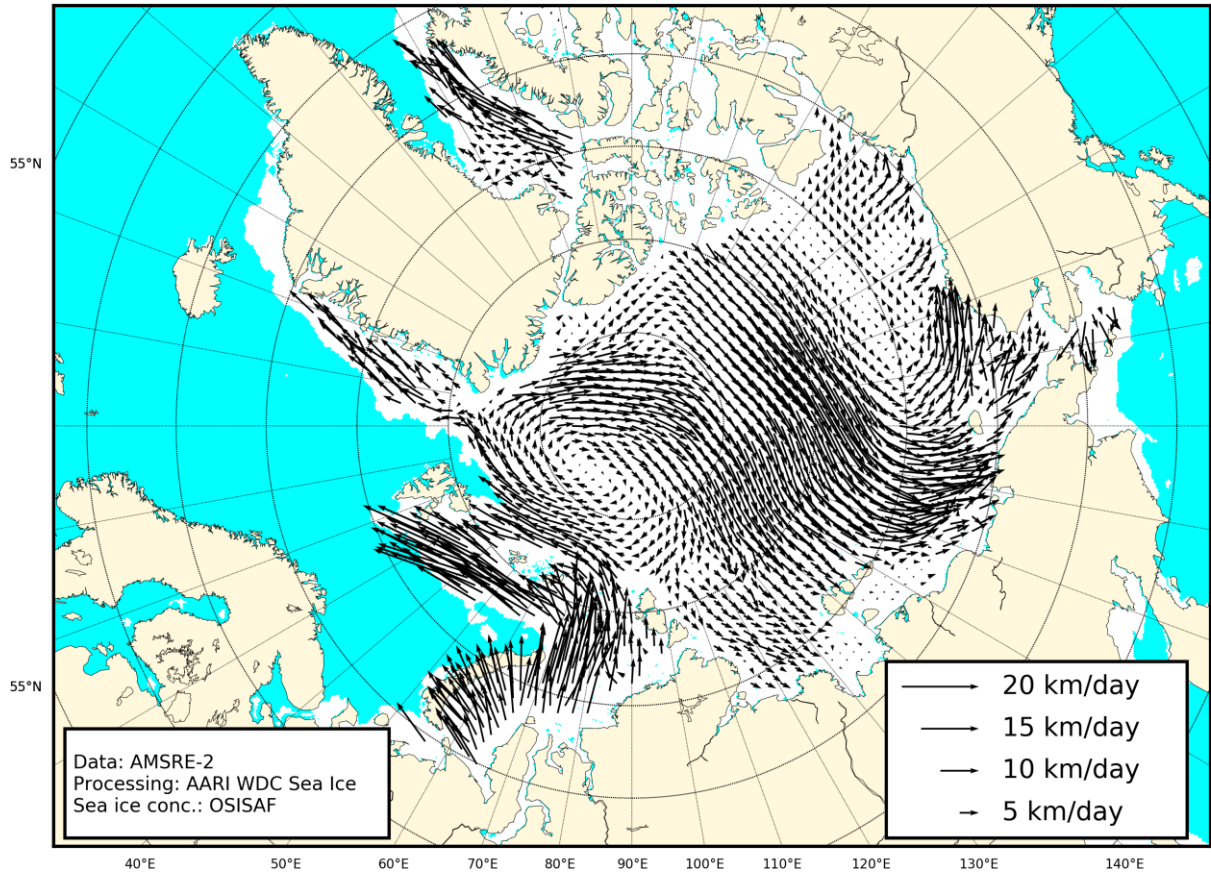 55°N
55°N
Data: AMSRE-2
Processing: AARI WDC Sea Ice
Sea ice conc.: OSISAF
20 km/day
15 km/day
10 km/day
5 km/day
40°E 50°E 60°E 70°E 80°E 90°E 100°E 110°E 120°E 130°E 140°E